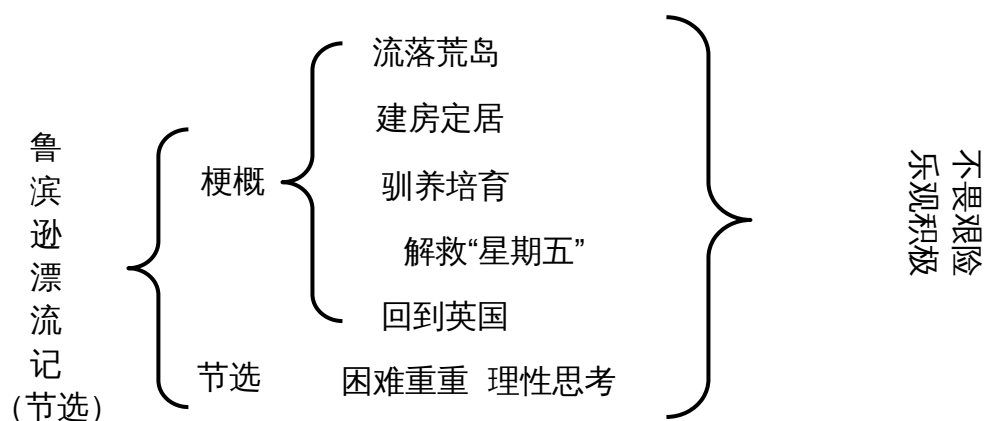 鲁滨逊漂流记（节选）
梗概
流落荒岛
建房定居
驯养培育
解救“星期五”
回到英国
节选
困难重重 理性思考
不畏艰险
乐观积极